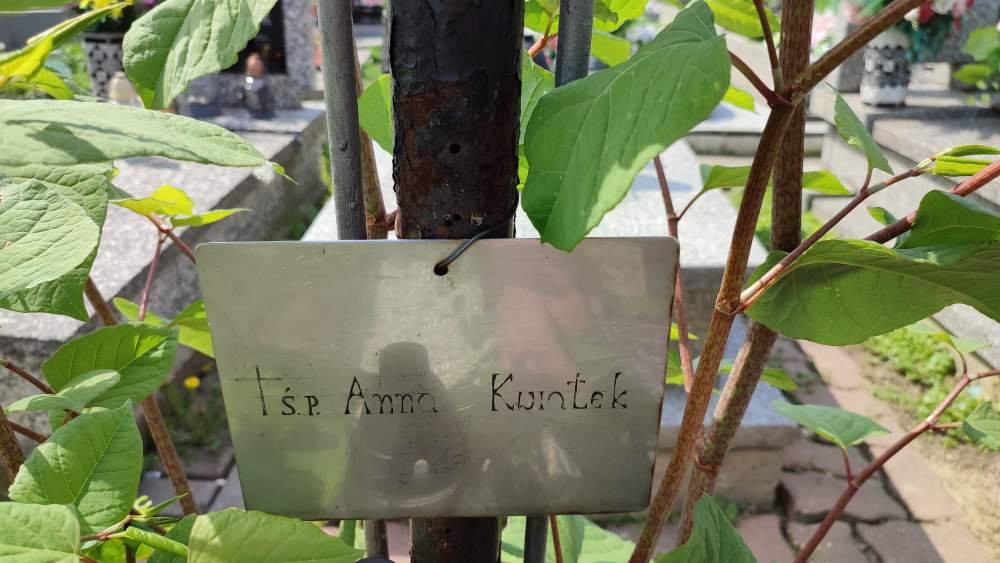 † ś.p. Anna Kwiatek